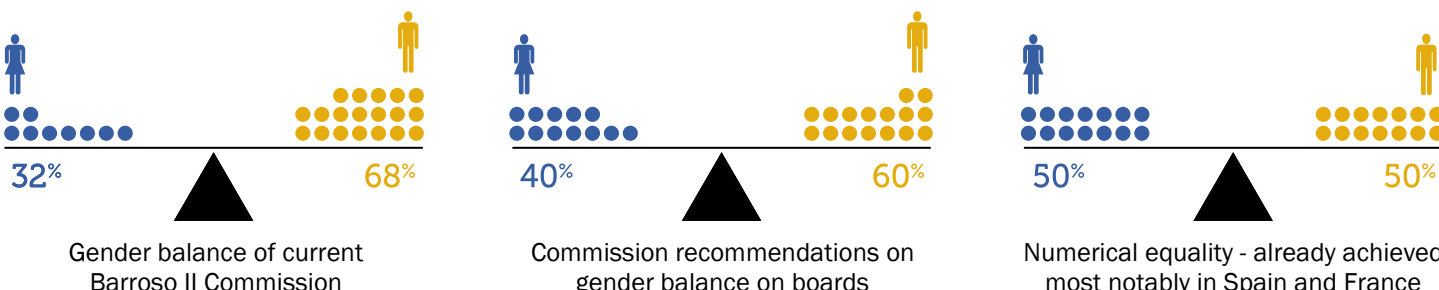 32% 68%
Gender balance of current
Barroso II Commission
40% 60%
Commission recommendations on
gender balance on boards
50% 50%
Numerical equality - already achieved
most notably in Spain and France